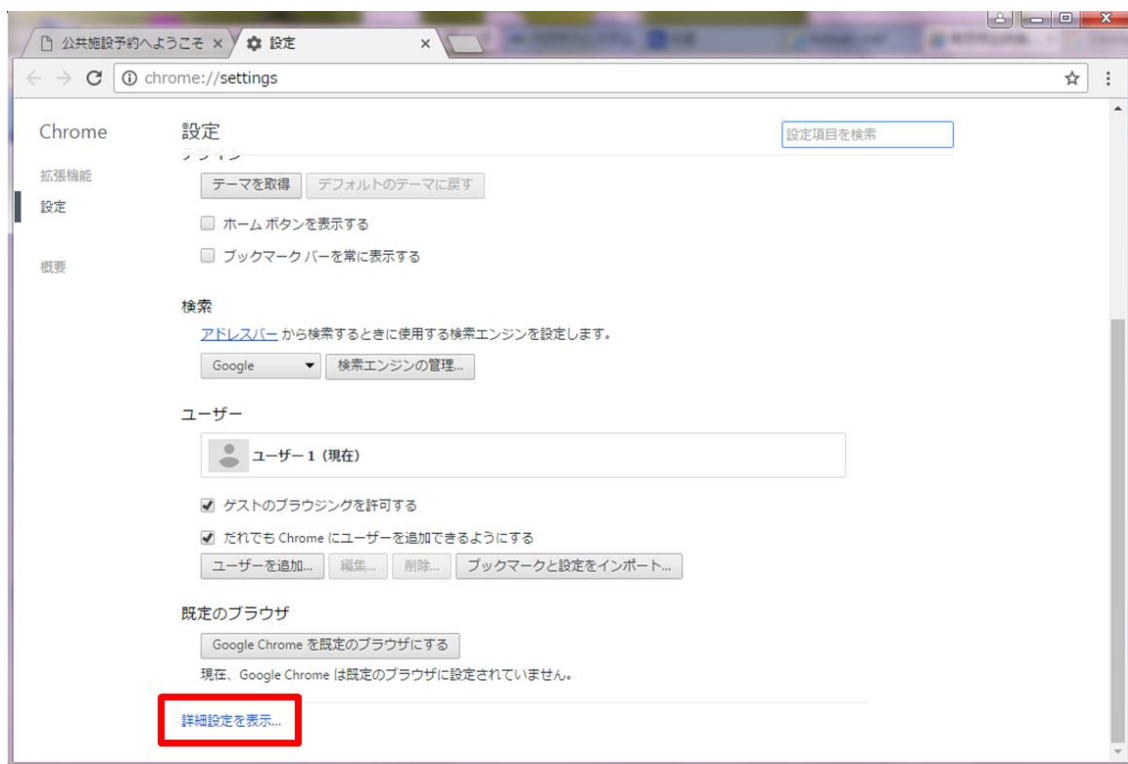 公共施設予約へようこそ
設定
chrome://settings
Chrome
設定
設定項目を検索
拡張機能
設定
概要
デザイン
テーマを取得 デフォルトのテーマに戻す
ホーム ボタンを表示する
ブックマーク バーを常に表示する
検索
アドレスバー から検索するときに使用する検索エンジンを設定します。
Google 検索エンジンの管理...
ユーザー
ユーザー 1（現在）
ゲストのブラウジングを許可する
だれでも Chrome にユーザーを追加できるようにする
ユーザーを追加... 編集... 削除... ブックマークと設定をインポート...
既定のブラウザ
Google Chrome を既定のブラウザにする
現在、Google Chrome は既定のブラウザに設定されていません。
詳細設定を表示...